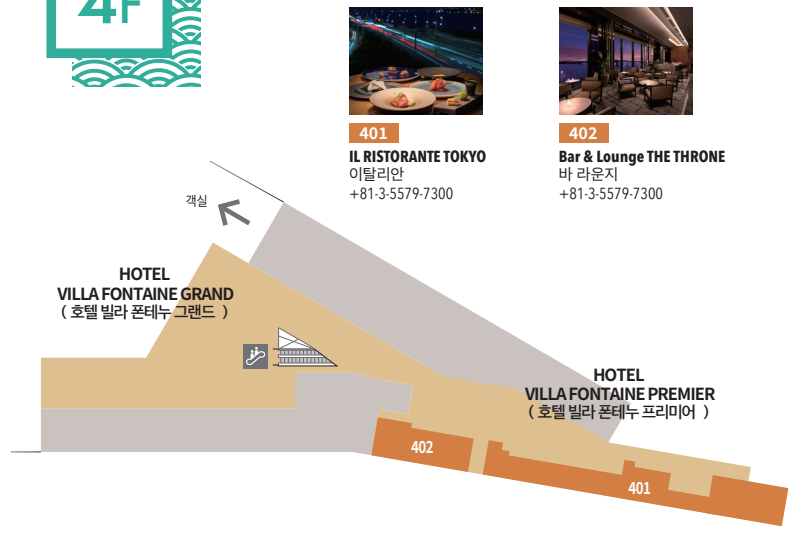 4F
401
IL RISTORANTE TOKYO
이탈리안
+81-3-5579-7300
402
Bar & Lounge THE THRONE
바 라운지
+81-3-5579-7300
객실
HOTEL
VILLA FONTAINE GRAND
( 호텔 빌라 폰테누 그랜드 )
HOTEL
VILLA FONTAINE PREMIER
( 호텔 빌라 폰테누 프리미어 )
402
401